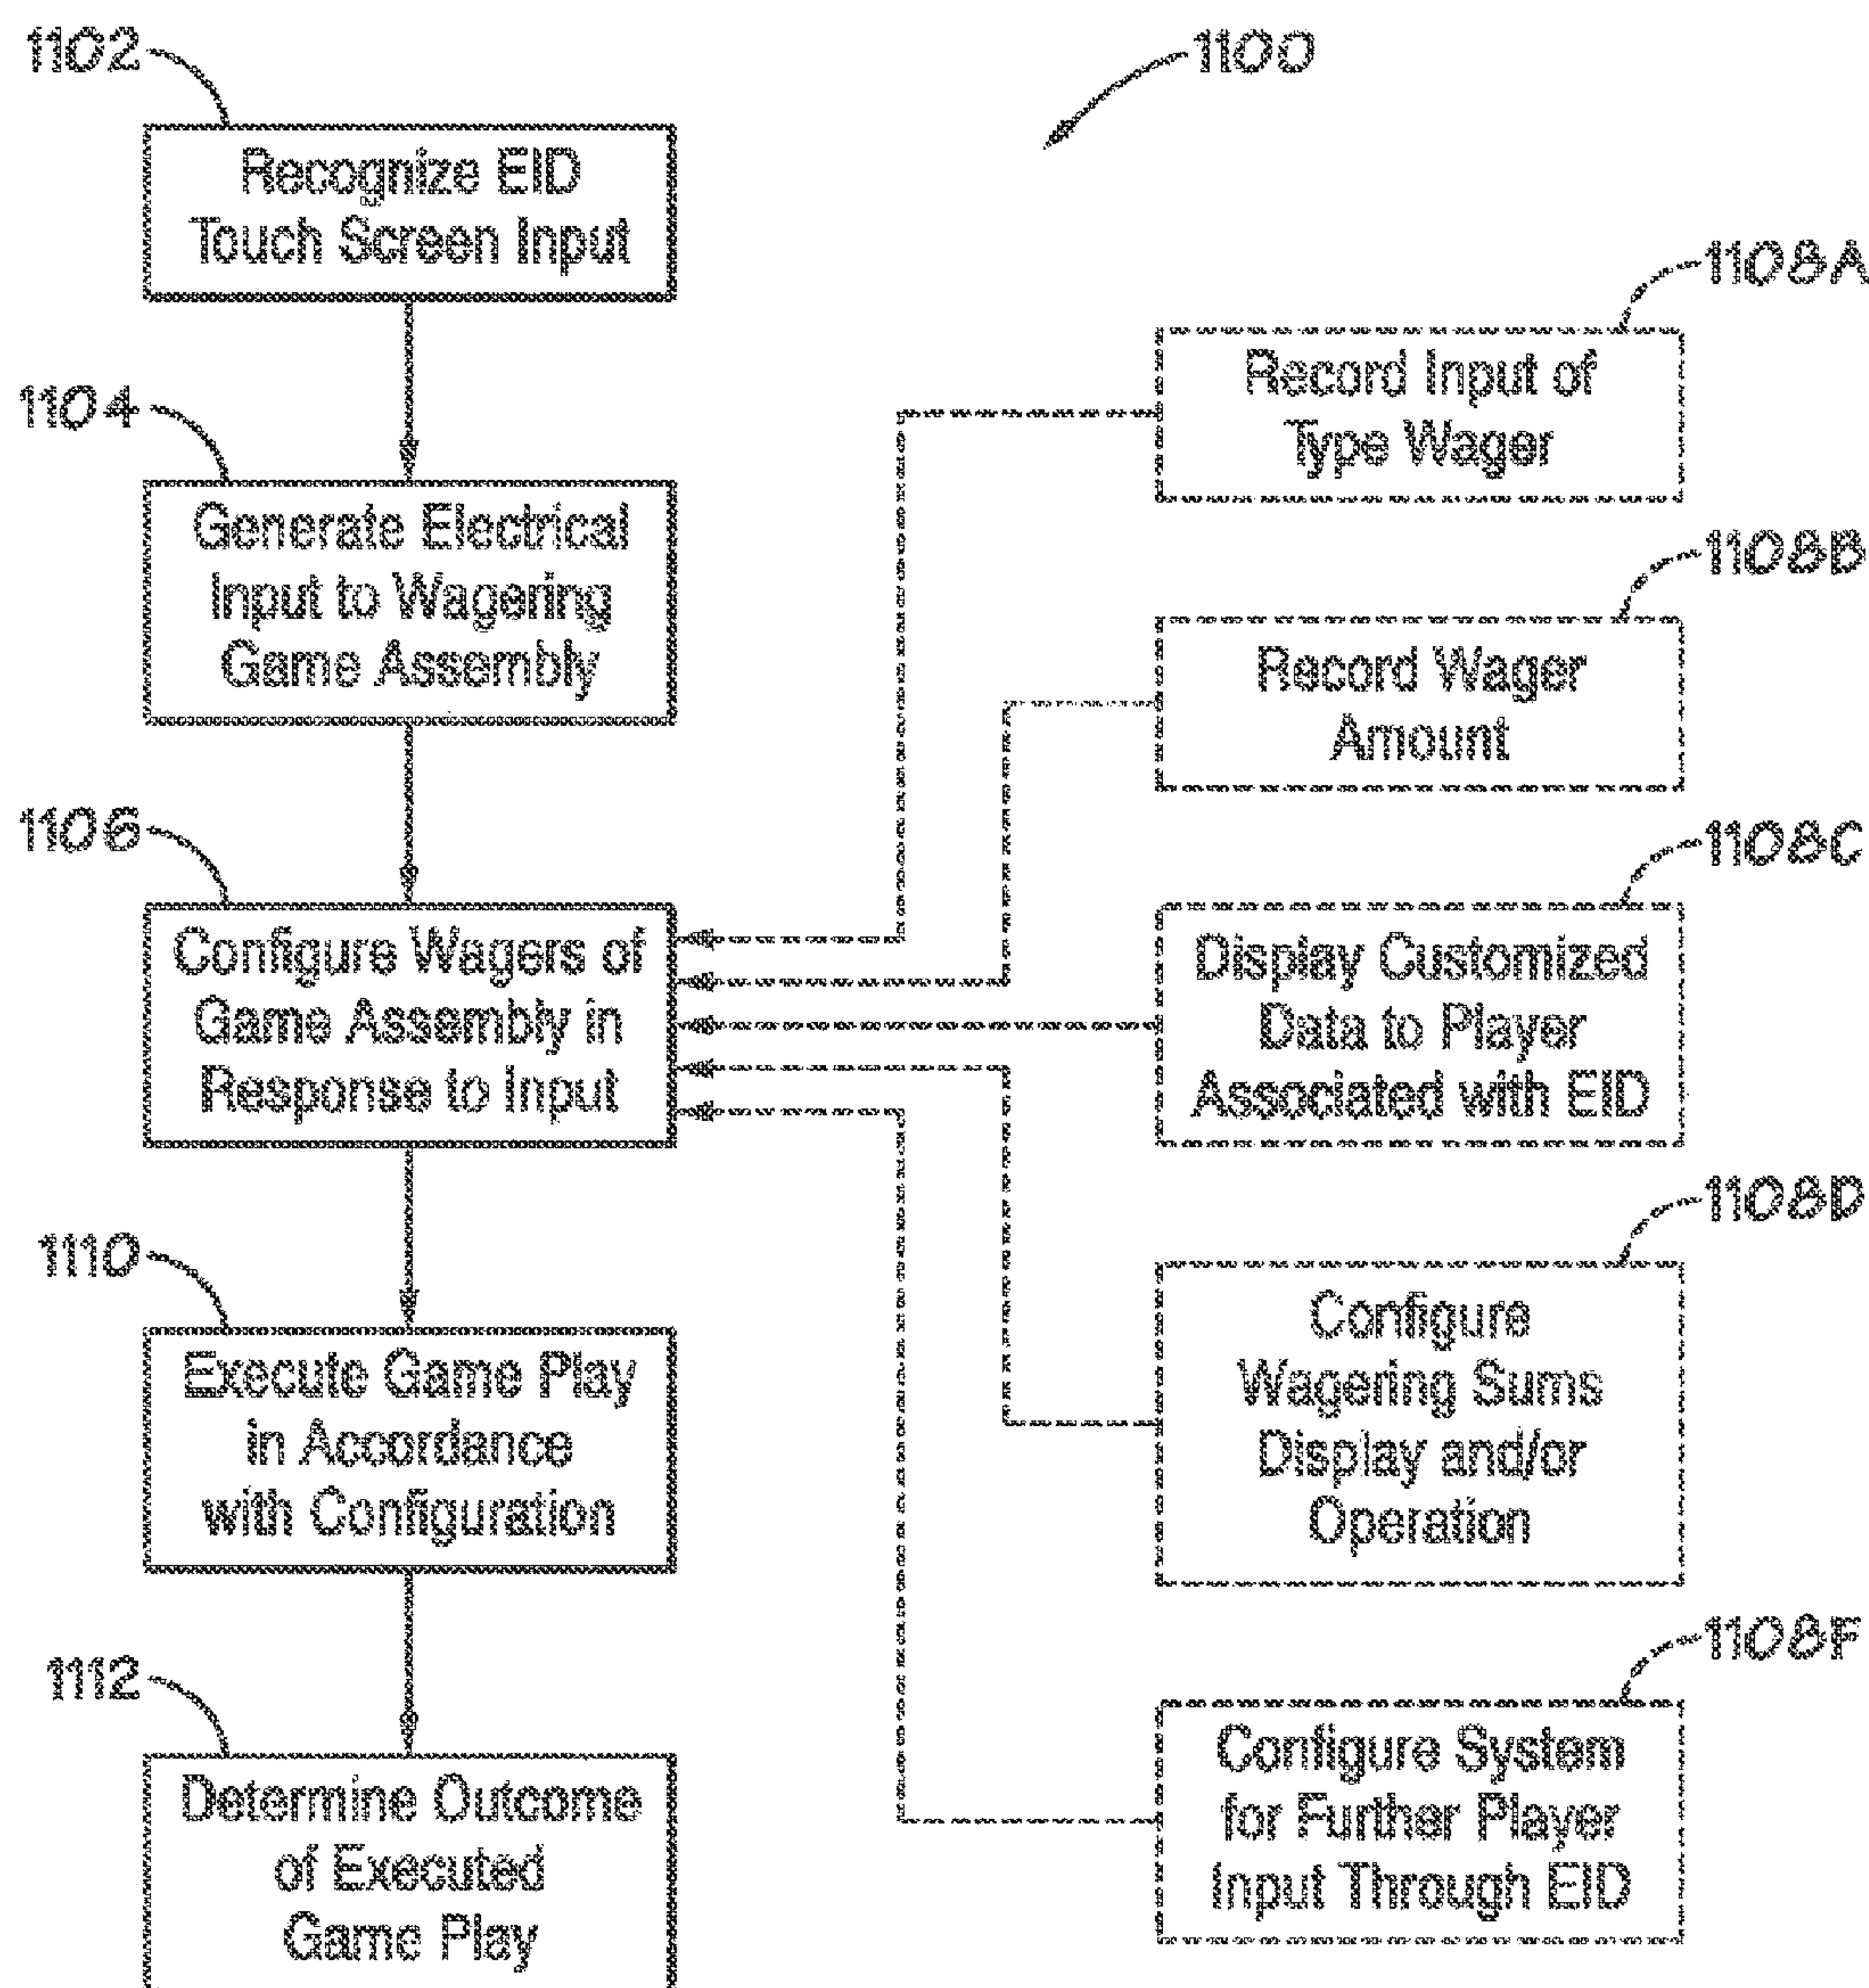 1102
1100
Recognize EID
Touch Screen Input
1104
Generate Electrical
Input to Wagering
Game Assembly
1106
Configure Wagers of
Game Assembly in
Response to Input
1110
Execute Game Play
in Accordance
with Configuration
1112
Determine Outcome
of Executed
Game Play
1108A
Record Input of
Type Wager
1108B
Record Wager
Amount
1108C
Display Customized
Data to Player
Associated with EID
1108D
Configure
Wagering Sums
Display and/or
Operation
1108F
Configure System
for Further Player
Input Through EID